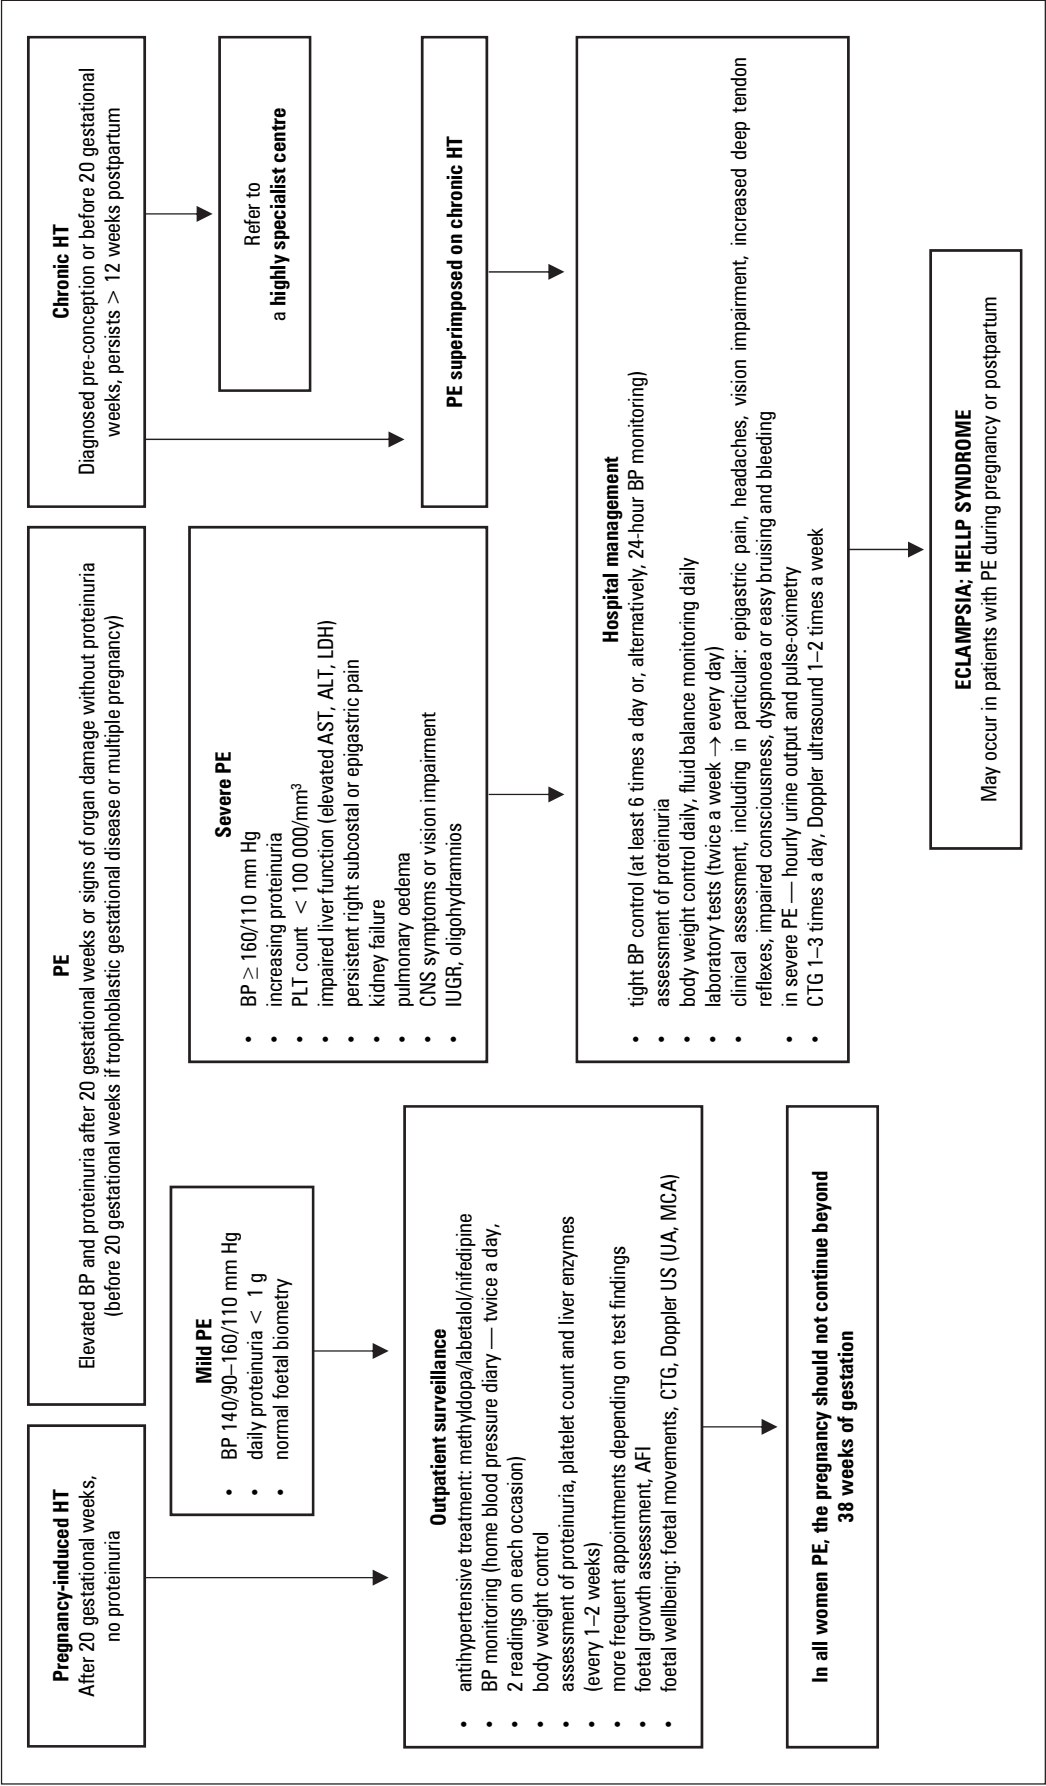 Pregnancy-induced HT
After 20 gestational weeks,
no proteinuria
PE
Elevated BP and proteinuria after 20 gestational weeks or signs of organ damage without proteinuria
(before 20 gestational weeks if trophoblastic gestational disease or multiple pregnancy)
Chronic HT
Diagnosed pre-conception or before 20 gestational
weeks, persists > 12 weeks postpartum
Mild PE
• BP 140/90–160/110 mm Hg
• daily proteinuria < 1 g
• normal foetal biometry
Severe PE
• BP ≥ 160/110 mm Hg
• increasing proteinuria
• PLT count < 100 000/mm³
• impaired liver function (elevated AST, ALT, LDH)
• persistent right subcostal or epigastric pain
• kidney failure
• pulmonary oedema
• CNS symptoms or vision impairment
• IUGR, oligohydramnios
Refer to
a highly specialist centre
PE superimposed on chronic HT
Outpatient surveillance
• antihypertensive treatment: methyldopa/labetalol/nifedipine
• BP monitoring (home blood pressure diary — twice a day,
• 2 readings on each occasion)
• body weight control
• assessment of proteinuria, platelet count and liver enzymes
• (every 1–2 weeks)
• more frequent appointments depending on test findings
• foetal growth assessment, AFI
• foetal wellbeing: foetal movements, CTG, Doppler US (UA, MCA)
Hospital management
• tight BP control (at least 6 times a day or, alternatively, 24-hour BP monitoring)
• assessment of proteinuria
• body weight control daily, fluid balance monitoring daily
• laboratory tests (twice a week → every day)
• clinical assessment, including in particular: epigastric pain, headaches, vision impairment, increased deep tendon
reflexes, impaired consciousness, dyspnoea or easy bruising and bleeding
• in severe PE — hourly urine output and pulse-oximetry
• CTG 1–3 times a day, Doppler ultrasound 1–2 times a week
In all women PE, the pregnancy should not continue beyond
38 weeks of gestation
ECLAMPSIA; HELLP SYNDROME
May occur in patients with PE during pregnancy or postpartum